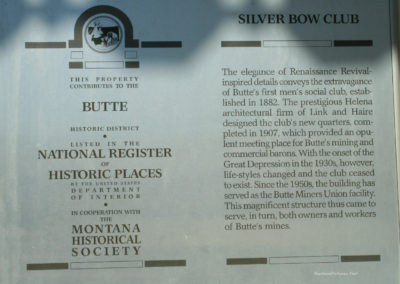 THIS PROPERTY
CONTRIBUTES TO THE
BUTTE
HISTORIC DISTRICT
LISTED IN THE
NATIONAL REGISTER
OF
HISTORIC PLACES
BY THE UNITED STATES
DEPARTMENT
OF INTERIOR
IN COOPERATION WITH
THE
MONTANA
HISTORICAL
SOCIETY
SILVER BOW CLUB
The elegance of Renaissance Revival-
inspired details conveys the extravagance
of Butte's first men's social club, estab-
lished in 1882. The prestigious Helena
architectural firm of Link and Haire
designed the club's new quarters, com-
pleted in 1907, which provided an opu-
lent meeting place for Butte's mining and
commercial barons. With the onset of the
Great Depression in the 1930s, however,
life-styles changed and the club ceased
to exist. Since the 1950s, the building has
served as the Butte Miners Union facility.
This magnificent structure thus came to
serve, in turn, both owners and workers
of Butte's mines.